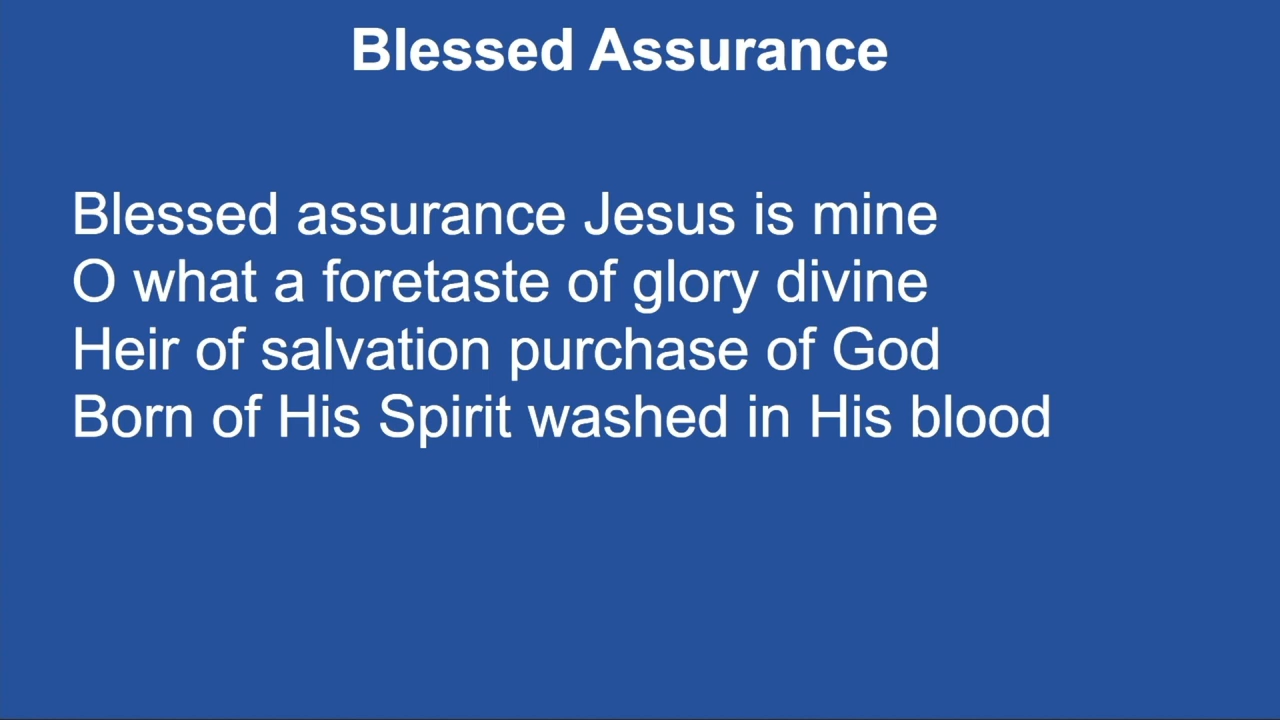 Blessed Assurance
Blessed assurance Jesus is mine
O what a foretaste of glory divine
Heir of salvation purchase of God
Born of His Spirit washed in His blood